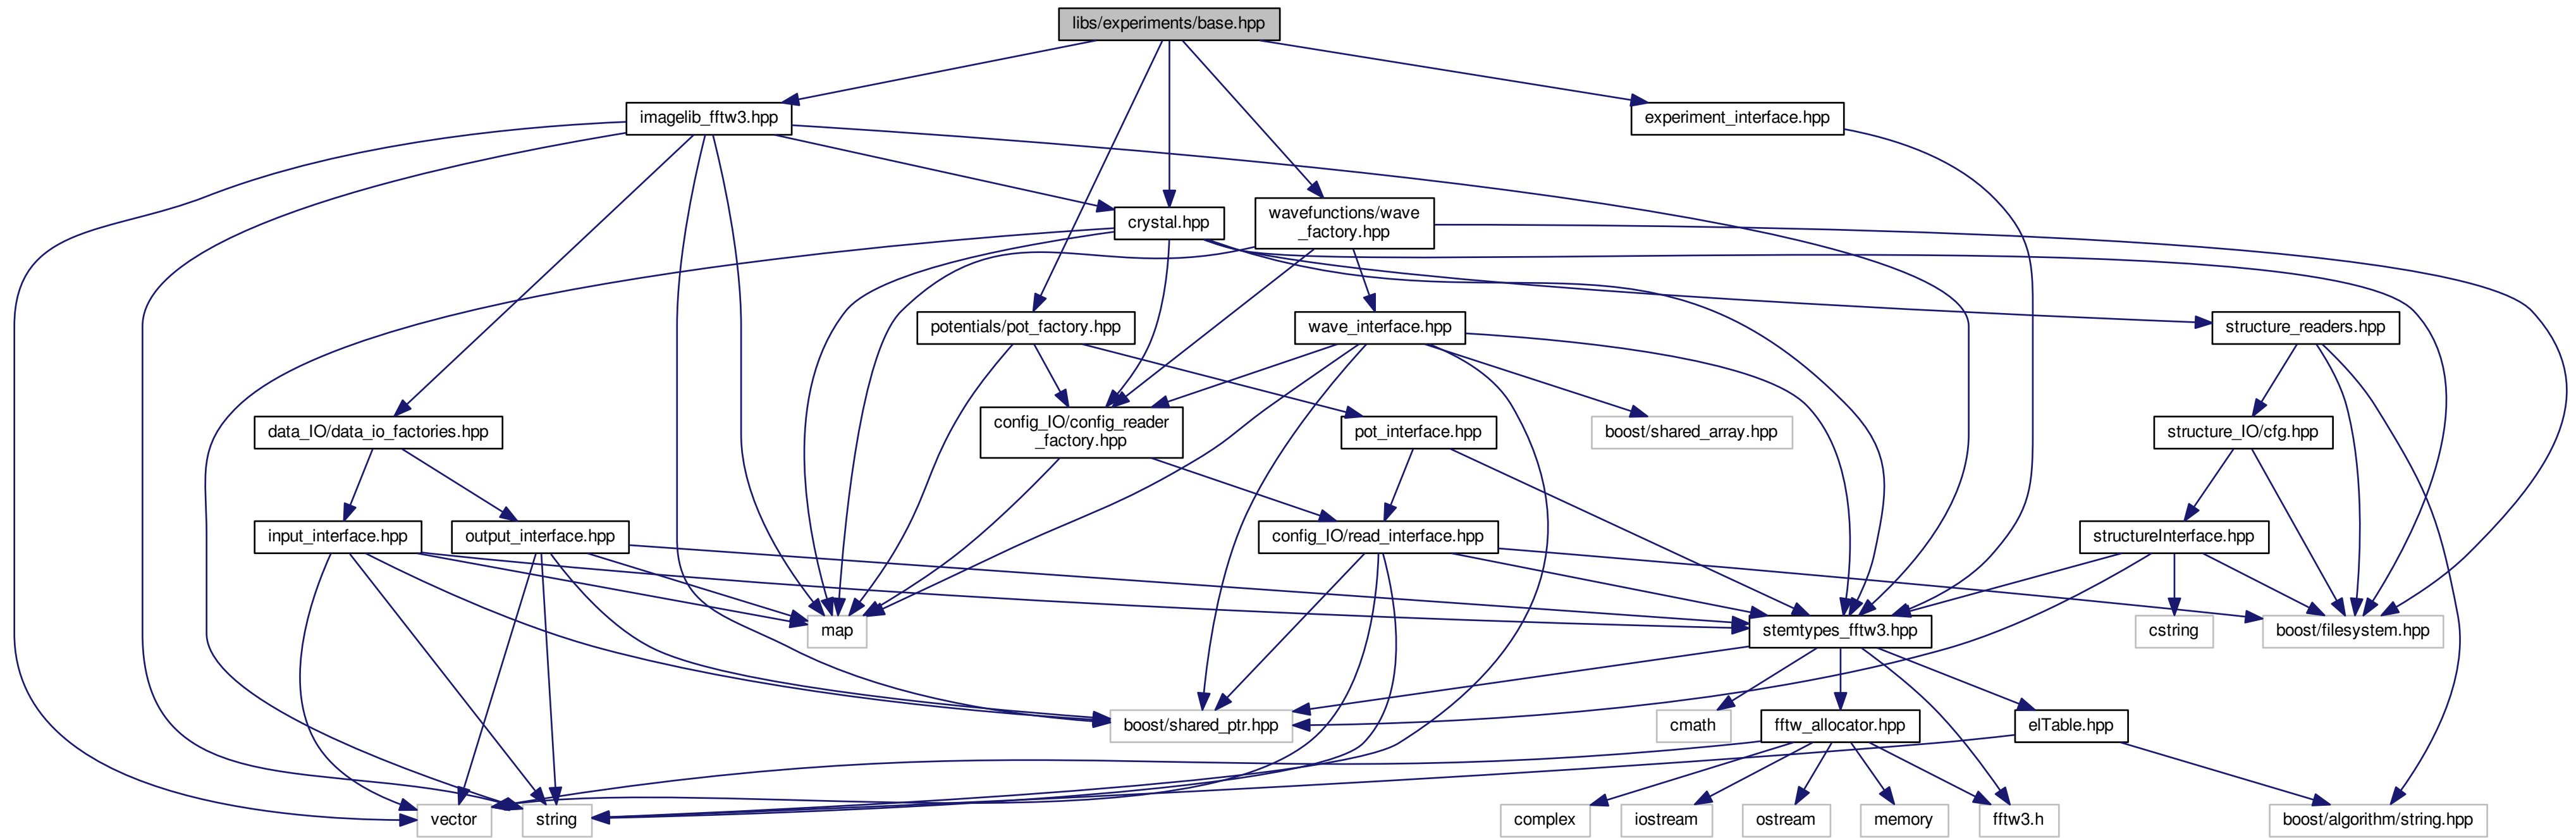 libs/experiments/base.hpp
imagelib_fftw3.hpp
experiment_interface.hpp
crystal.hpp
wavefunctions/wave
_factory.hpp
potentials/pot_factory.hpp
wave_interface.hpp
structure_readers.hpp
data_IO/data_io_factories.hpp
config_IO/config_reader
_factory.hpp
pot_interface.hpp
boost/shared_array.hpp
structure_IO/cfg.hpp
input_interface.hpp
output_interface.hpp
config_IO/read_interface.hpp
structureInterface.hpp
map
stemtypes_fftw3.hpp
cstring
boost/filesystem.hpp
boost/shared_ptr.hpp
cmath
fftw_allocator.hpp
elTable.hpp
vector
string
complex
iostream
ostream
memory
fftw3.h
boost/algorithm/string.hpp